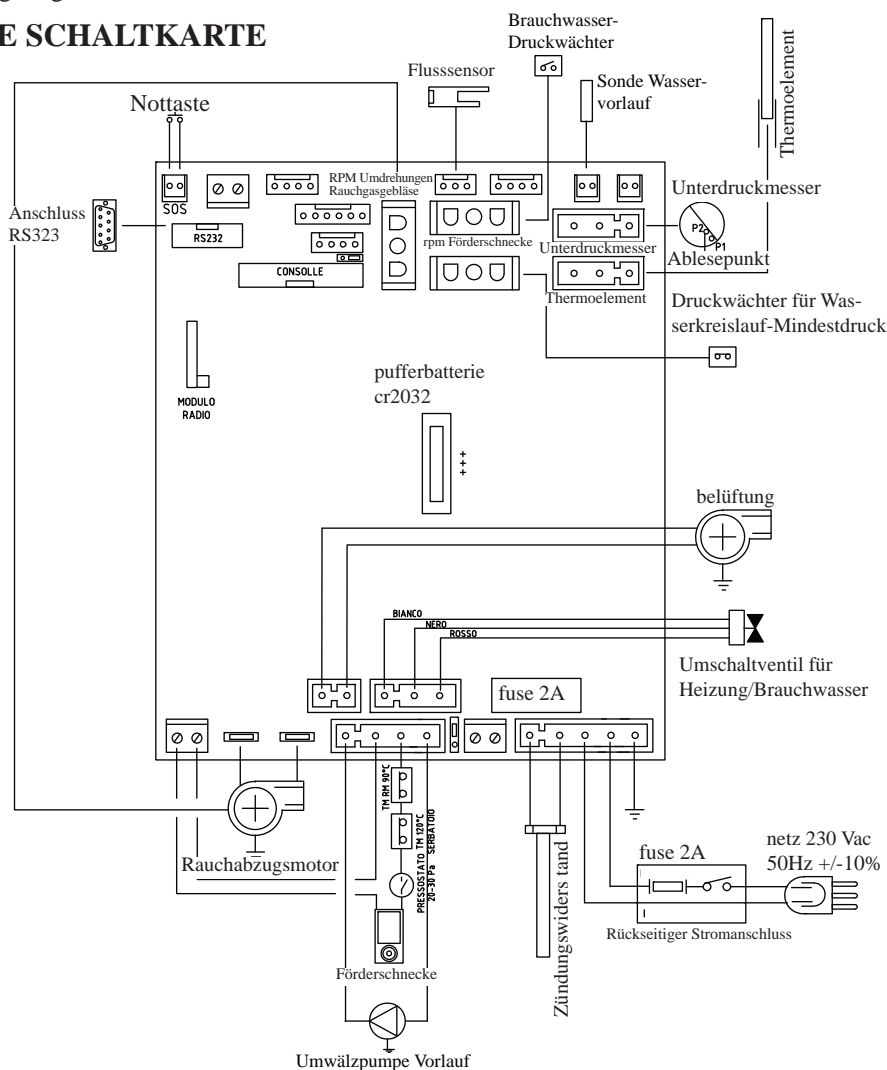 E SCHALTKARTE
Brauchwasser-
Druckwächter
Flusssensor
Sonde Wasser-
vorlauf
Thermoelement
Nottaste
RPM Umdrehungen
Rauchgasgebläse
SOS
Anschluss
RS323
RS232
CONSOLLE
rpm Förderschnecke
Unterdruckmesser
Thermoelement
Unterdruckmesser
P2
P1
Ablesepunkt
Druckwächter für Was-
serkreislauf-Mindestdruck
MODULO
RADIO
pufferbatterie
cr2032
+++
belüftung
BIANCO
NERO
ROSSO
Umschaltventil für
Heizung/Brauchwasser
fuse 2A
TM RM 90°C
PRESSOSTATO TM 120°C
20-30 Pa SERBATOIO
Rauchabzugsmotor
Förderschnecke
Umwälzpumpe Vorlauf
Zündungswiders tand
fuse 2A
Rückseitiger Stromanschluss
netz 230 Vac
50Hz +/-10%